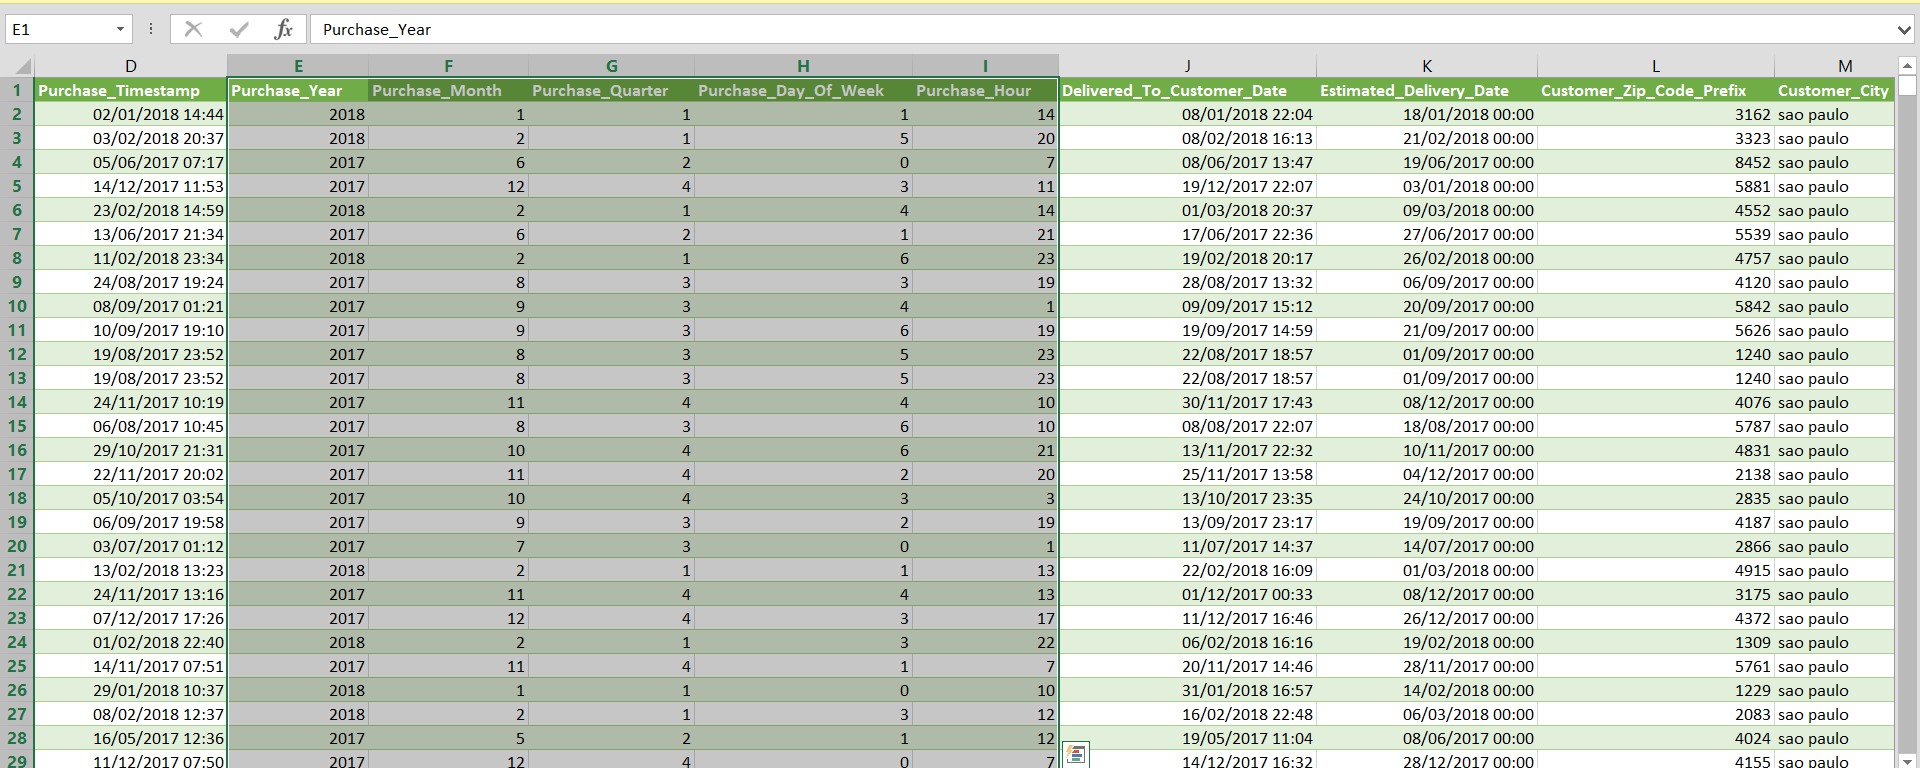 E1 fx Purchase_Year
D E F G H I J K L M
1 Purchase_Timestamp Purchase_Year Purchase_Month Purchase_Quarter Purchase_Day_Of_Week Purchase_Hour Delivered_To_Customer_Date Estimated_Delivery_Date Customer_Zip_Code_Prefix Customer_City
2 02/01/2018 14:44 2018 1 1 1 14 08/01/2018 22:04 18/01/2018 00:00 3162 sao paulo
3 03/02/2018 20:37 2018 2 1 5 20 08/02/2018 16:13 21/02/2018 00:00 3323 sao paulo
4 05/06/2017 07:17 2017 6 2 0 7 08/06/2017 13:47 19/06/2017 00:00 8452 sao paulo
5 14/12/2017 11:53 2017 12 4 3 11 19/12/2017 22:07 03/01/2018 00:00 5881 sao paulo
6 23/02/2018 14:59 2018 2 1 4 14 01/03/2018 20:37 09/03/2018 00:00 4552 sao paulo
7 13/06/2017 21:34 2017 6 2 1 21 17/06/2017 22:36 27/06/2017 00:00 5539 sao paulo
8 11/02/2018 23:34 2018 2 1 6 23 19/02/2018 20:17 26/02/2018 00:00 4757 sao paulo
9 24/08/2017 19:24 2017 8 3 3 19 28/08/2017 13:32 06/09/2017 00:00 4120 sao paulo
10 08/09/2017 01:21 2017 9 3 4 1 09/09/2017 15:12 20/09/2017 00:00 5842 sao paulo
11 10/09/2017 19:10 2017 9 3 6 19 19/09/2017 14:59 21/09/2017 00:00 5626 sao paulo
12 19/08/2017 23:52 2017 8 3 5 23 22/08/2017 18:57 01/09/2017 00:00 1240 sao paulo
13 19/08/2017 23:52 2017 8 3 5 23 22/08/2017 18:57 01/09/2017 00:00 1240 sao paulo
14 24/11/2017 10:19 2017 11 4 4 10 30/11/2017 17:43 08/12/2017 00:00 4076 sao paulo
15 06/08/2017 10:45 2017 8 3 6 10 08/08/2017 22:07 18/08/2017 00:00 5787 sao paulo
16 29/10/2017 21:31 2017 10 4 6 21 13/11/2017 22:32 10/11/2017 00:00 4831 sao paulo
17 22/11/2017 20:02 2017 11 4 2 20 25/11/2017 13:58 04/12/2017 00:00 2138 sao paulo
18 05/10/2017 03:54 2017 10 4 3 3 13/10/2017 23:35 24/10/2017 00:00 2835 sao paulo
19 06/09/2017 19:58 2017 9 3 2 19 13/09/2017 23:17 19/09/2017 00:00 4187 sao paulo
20 03/07/2017 01:12 2017 7 3 0 1 11/07/2017 14:37 14/07/2017 00:00 2866 sao paulo
21 13/02/2018 13:23 2018 2 1 1 13 22/02/2018 16:09 01/03/2018 00:00 4915 sao paulo
22 24/11/2017 13:16 2017 11 4 4 13 01/12/2017 00:33 08/12/2017 00:00 3175 sao paulo
23 07/12/2017 17:26 2017 12 4 3 17 11/12/2017 16:46 26/12/2017 00:00 4372 sao paulo
24 01/02/2018 22:40 2018 2 1 3 22 06/02/2018 16:16 19/02/2018 00:00 1309 sao paulo
25 14/11/2017 07:51 2017 11 4 1 7 20/11/2017 14:46 28/11/2017 00:00 5761 sao paulo
26 29/01/2018 10:37 2018 1 1 0 10 31/01/2018 16:57 14/02/2018 00:00 1229 sao paulo
27 08/02/2018 12:37 2018 2 1 3 12 16/02/2018 22:48 06/03/2018 00:00 2083 sao paulo
28 16/05/2017 12:36 2017 5 2 1 12 19/05/2017 11:04 08/06/2017 00:00 4024 sao paulo
29 11/12/2017 07:50 2017 12 4 0 7 14/12/2017 16:32 28/12/2017 00:00 4155 sao paulo